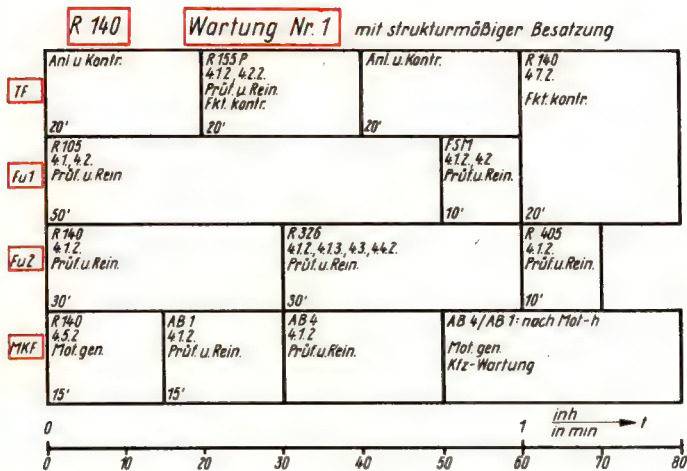 R 140 Wartung Nr. 1 mit strukturmäßiger Besatzung
TF
Anl. u. Kontr.
20'
R 155 P
4.1.2., 4.2.2.
Prüf. u. Rein.
Fkt. kontr.
20'
Anl. u. Kontr.
20'
R 140
4.7.2.
Fkt. kontr.
20'
Fu1
R 105
4.1., 4.2.
Prüf. u. Rein
50'
FSM
4.1.2., 4.2
Prüf. u. Rein.
10'
Fu2
R 140
4.1.2.
Prüf. u. Rein.
30'
R 326
4.1.2., 4.1.3., 4.3., 4.4.2.
Prüf. u. Rein.
30'
R 405
4.1.2.
Prüf. u. Rein.
10'
MKF
R 140
4.5.2
Mot. gen.
15'
AB 1
4.1.2.
Prüf. u. Rein.
15'
AB 4
4.1.2
Prüf. u. Rein.
AB 4/AB 1: nach Mot-h
Mot. gen.
Kfz-Wartung
0 1 in h
in min t
0 10 20 30 40 50 60 70 80